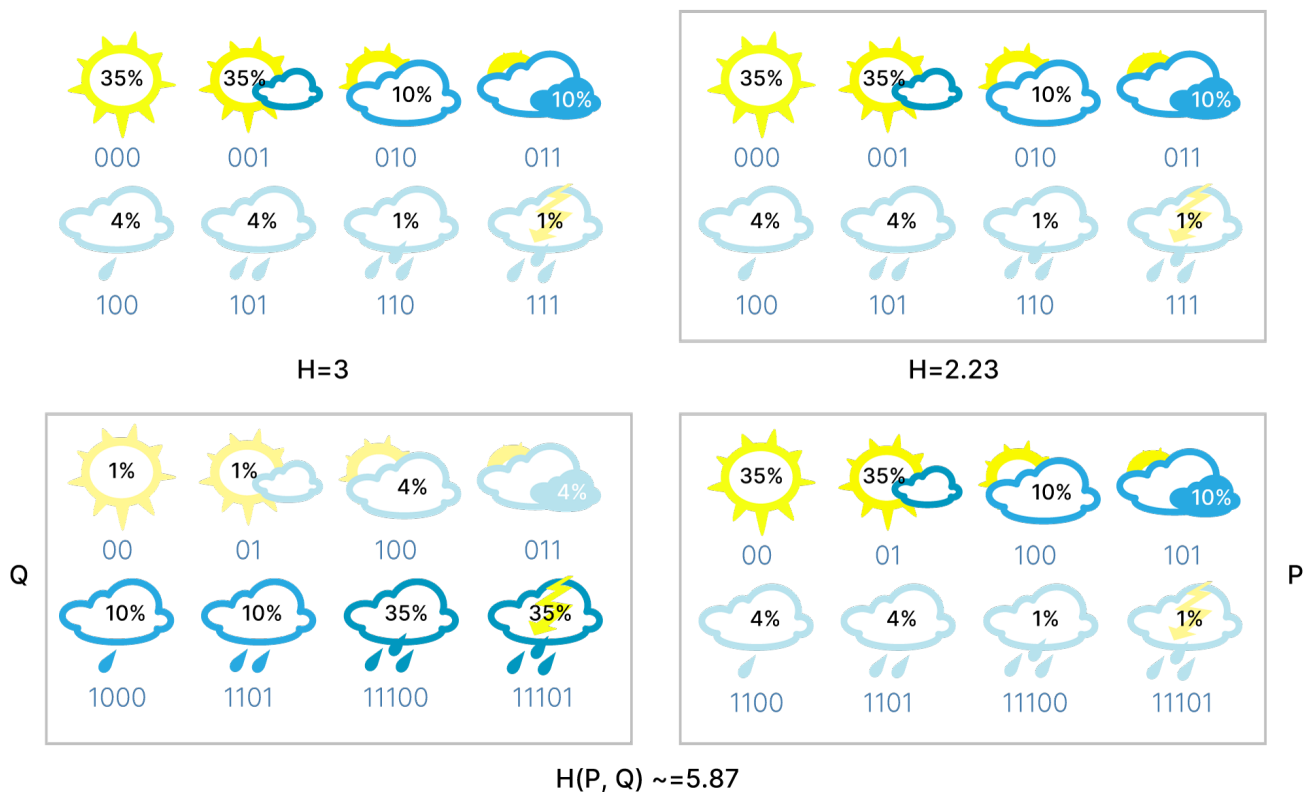 35% 35% 10% 10%
000 001 010 011
4% 4% 1% 1%
100 101 110 111
H=3
35% 35% 10% 10%
000 001 010 011
4% 4% 1% 1%
100 101 110 111
H=2.23
Q
1% 1% 4% 4%
00 01 100 011
10% 10% 35% 35%
1000 1101 11100 11101
35% 35% 10% 10%
00 01 100 101
4% 4% 1% 1%
1100 1101 11100 11101
P
H(P, Q) ~=5.87